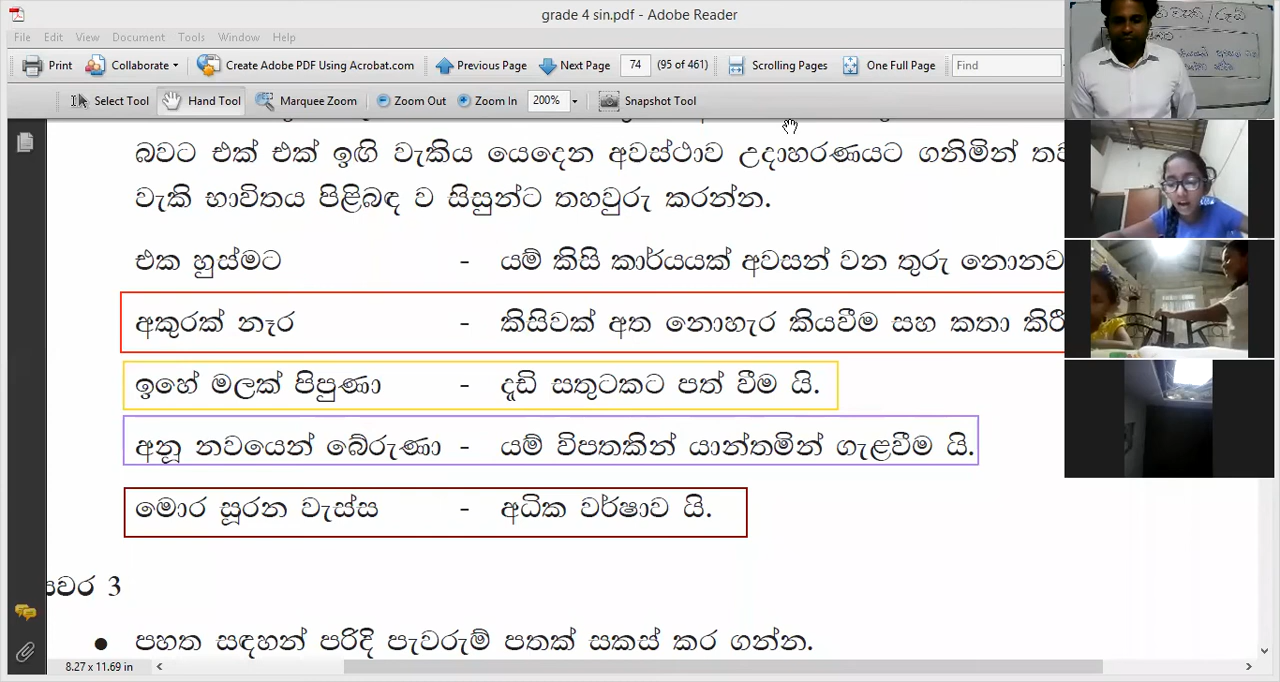 grade 4 sin.pdf - Adobe Reader
File Edit View Document Tools Window Help
Print Collaborate Create Adobe PDF Using Acrobat.com Previous Page Next Page 74 (95 of 461) Scrolling Pages One Full Page Find
Select Tool Hand Tool Marquee Zoom Zoom Out Zoom In 200% Snapshot Tool
බවට එක් එක් ඉඟි වැකිය යෙදෙන අවස්ථාව උදාහරණයට ගනිමින් තව
වැකි භාවිතය පිළිබඳ ව සිසුන්ට තහවුරු කරන්න.
එක හුස්මට - යම් කිසි කාර්යයක් අවසන් වන තුරු නොනව
අකුරක් නෑර - කිසිවක් අත නොහැර කියවීම සහ කතා කිරී
ඉහේ මලක් පිපුණා - දැඩි සතුටකට පත් වීම යි.
අනූ නවයෙන් බේරුණා - යම් විපතකින් යාන්තමින් ගැළවීම යි.
මොර සූරන වැස්ස - අධික වර්ෂාව යි.
යවර 3
● පහත සඳහන් පරිදි පැවරුම් පතක් සකස් කර ගන්න.
8.27 x 11.69 in